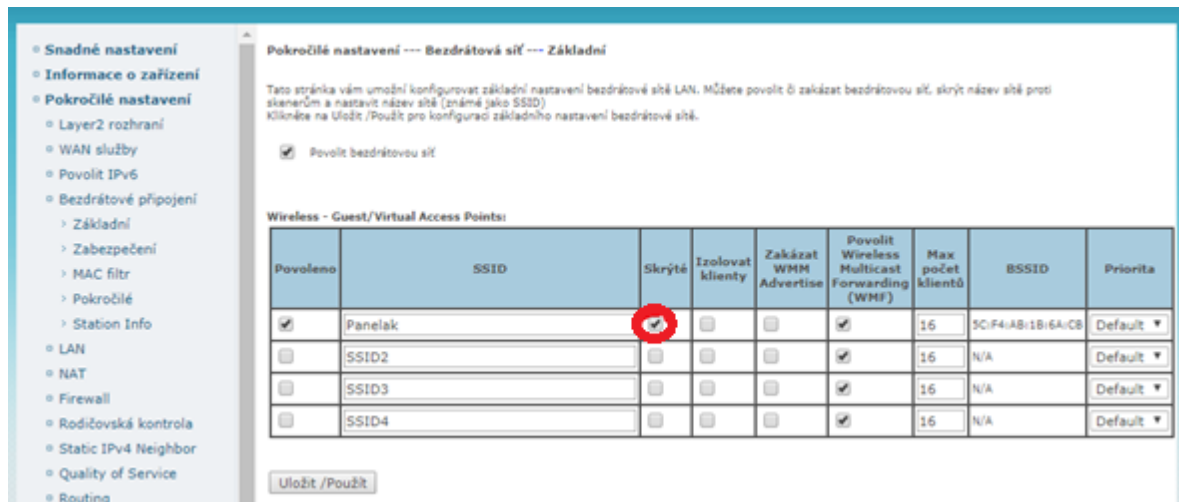 Snadné nastavení
Informace o zařízení
Pokročilé nastavení
Layer2 rozhraní
WAN služby
Povolit IPv6
Bezdrátové připojení
Základní
Zabezpečení
MAC filtr
Pokročilé
Station Info
LAN
NAT
Firewall
Rodičovská kontrola
Static IPv4 Neighbor
Quality of Service
Routing
Pokročilé nastavení --- Bezdrátová síť --- Základní
Tato stránka vám umožní konfigurovat základní nastavení bezdrátové sítě LAN. Můžete povolit či zakázat bezdrátovou síť, skrýt název sítě proti
skenerům a nastavit název sítě (známé jako SSID)
Klikněte na Uložit /Použít pro konfiguraci základního nastavení bezdrátové sítě.
Povolit bezdrátovou síť
Wireless - Guest/Virtual Access Points:
Povoleno SSID Skrýté Izolovat klienty Zakázat WMM Advertise Povolit Wireless Multicast Forwarding (WMF) Max počet klientů BSSID Priorita
Panelak 16 5C:F4:AB:1B:6A:CB Default
SSID2 16 N/A Default
SSID3 16 N/A Default
SSID4 16 N/A Default
Uložit /Použít